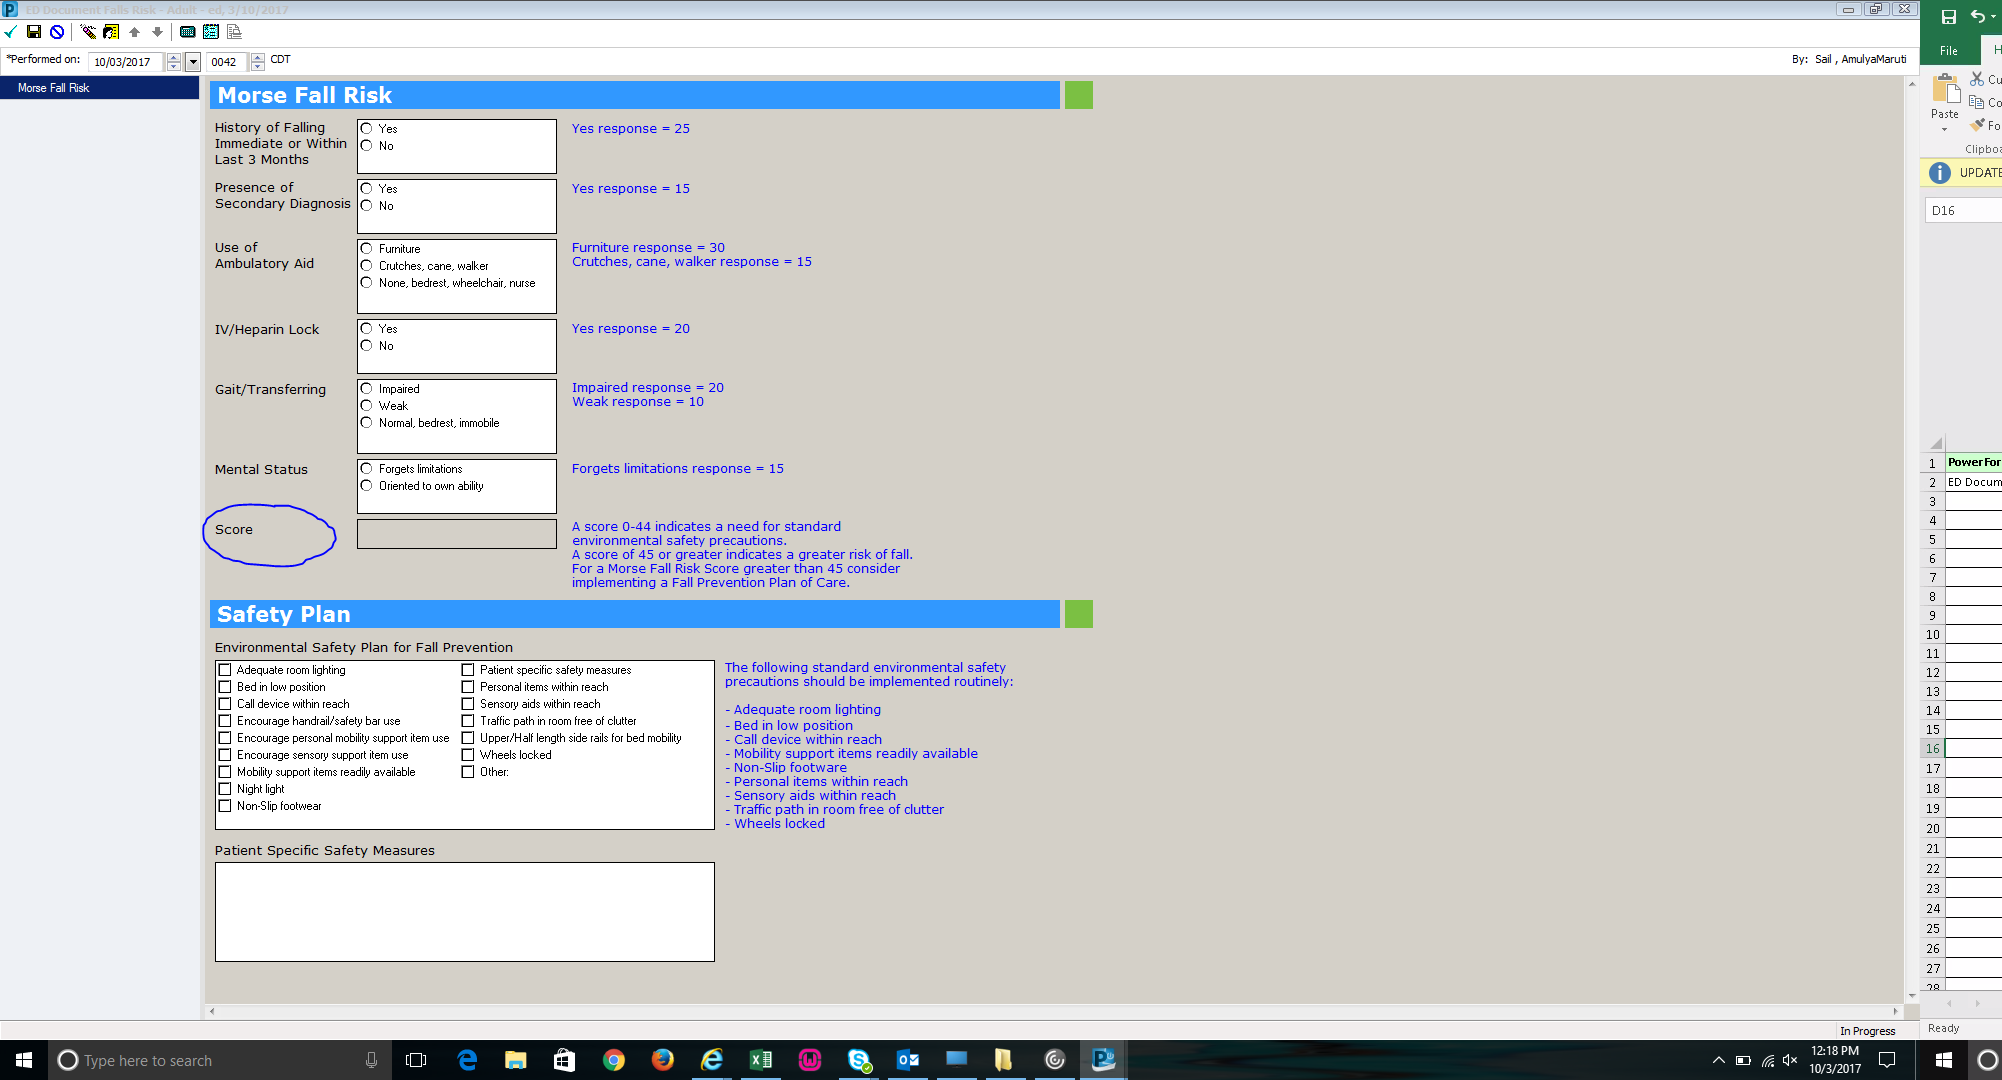 ED Document Falls Risk - Adult - ed, 3/10/2017
*Performed on: 10/03/2017 0042 CDT By: Sail , AmulyaMaruti
Morse Fall Risk
Morse Fall Risk
History of Falling Immediate or Within Last 3 Months
Yes
No
Yes response = 25
Presence of Secondary Diagnosis
Yes
No
Yes response = 15
Use of Ambulatory Aid
Furniture
Crutches, cane, walker
None, bedrest, wheelchair, nurse
Furniture response = 30
Crutches, cane, walker response = 15
IV/Heparin Lock
Yes
No
Yes response = 20
Gait/Transferring
Impaired
Weak
Normal, bedrest, immobile
Impaired response = 20
Weak response = 10
Mental Status
Forgets limitations
Oriented to own ability
Forgets limitations response = 15
Score
A score 0-44 indicates a need for standard
environmental safety precautions.
A score of 45 or greater indicates a greater risk of fall.
For a Morse Fall Risk Score greater than 45 consider
implementing a Fall Prevention Plan of Care.
Safety Plan
Environmental Safety Plan for Fall Prevention
Adequate room lighting
Bed in low position
Call device within reach
Encourage handrail/safety bar use
Encourage personal mobility support item use
Encourage sensory support item use
Mobility support items readily available
Night light
Non-Slip footwear
Patient specific safety measures
Personal items within reach
Sensory aids within reach
Traffic path in room free of clutter
Upper/Half length side rails for bed mobility
Wheels locked
Other:
The following standard environmental safety
precautions should be implemented routinely:
- Adequate room lighting
- Bed in low position
- Call device within reach
- Mobility support items readily available
- Non-Slip footware
- Personal items within reach
- Sensory aids within reach
- Traffic path in room free of clutter
- Wheels locked
Patient Specific Safety Measures
In Progress
File H
Cu
Co
Paste
Fo
Clipboa
UPDATE
D16
1 PowerFor
2 ED Docum
3
4
5
6
7
8
9
10
11
12
13
14
15
16
17
18
19
20
21
22
23
24
25
26
27
28
Ready
Type here to search
12:18 PM
10/3/2017